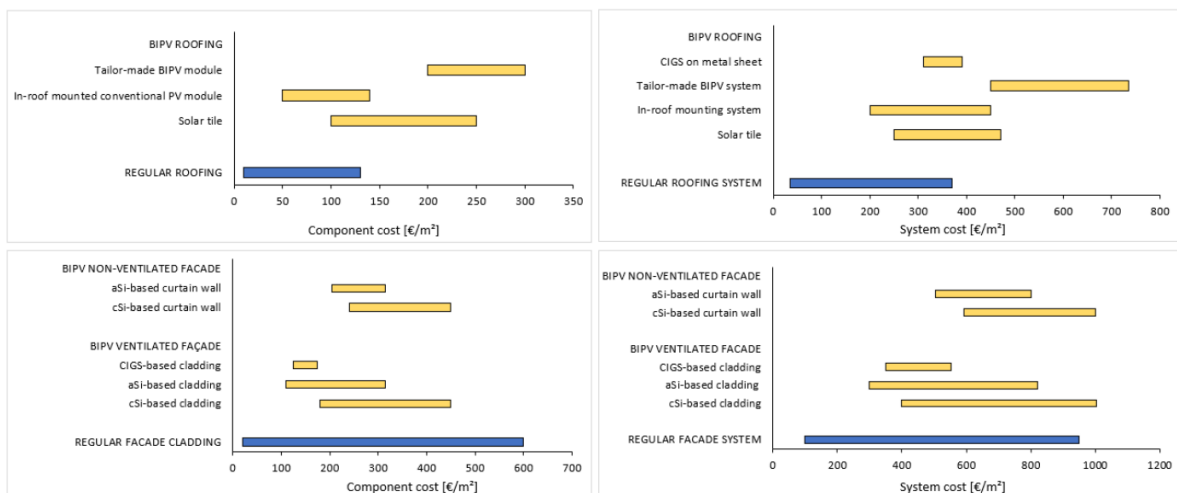 BIPV ROOFING
Tailor-made BIPV module
In-roof mounted conventional PV module
Solar tile
REGULAR ROOFING
0 50 100 150 200 250 300 350
Component cost [€/m²]
BIPV ROOFING
CIGS on metal sheet
Tailor-made BIPV system
In-roof mounting system
Solar tile
REGULAR ROOFING SYSTEM
0 100 200 300 400 500 600 700 800
System cost [€/m²]
BIPV NON-VENTILATED FACADE
aSi-based curtain wall
cSi-based curtain wall
BIPV VENTILATED FAÇADE
CIGS-based cladding
aSi-based cladding
cSi-based cladding
REGULAR FACADE CLADDING
0 100 200 300 400 500 600 700
Component cost [€/m²]
BIPV NON-VENTILATED FACADE
aSi-based curtain wall
cSi-based curtain wall
BIPV VENTILATED FACADE
CIGS-based cladding
aSi-based cladding
cSi-based cladding
REGULAR FACADE SYSTEM
0 200 400 600 800 1000 1200
System cost [€/m²]